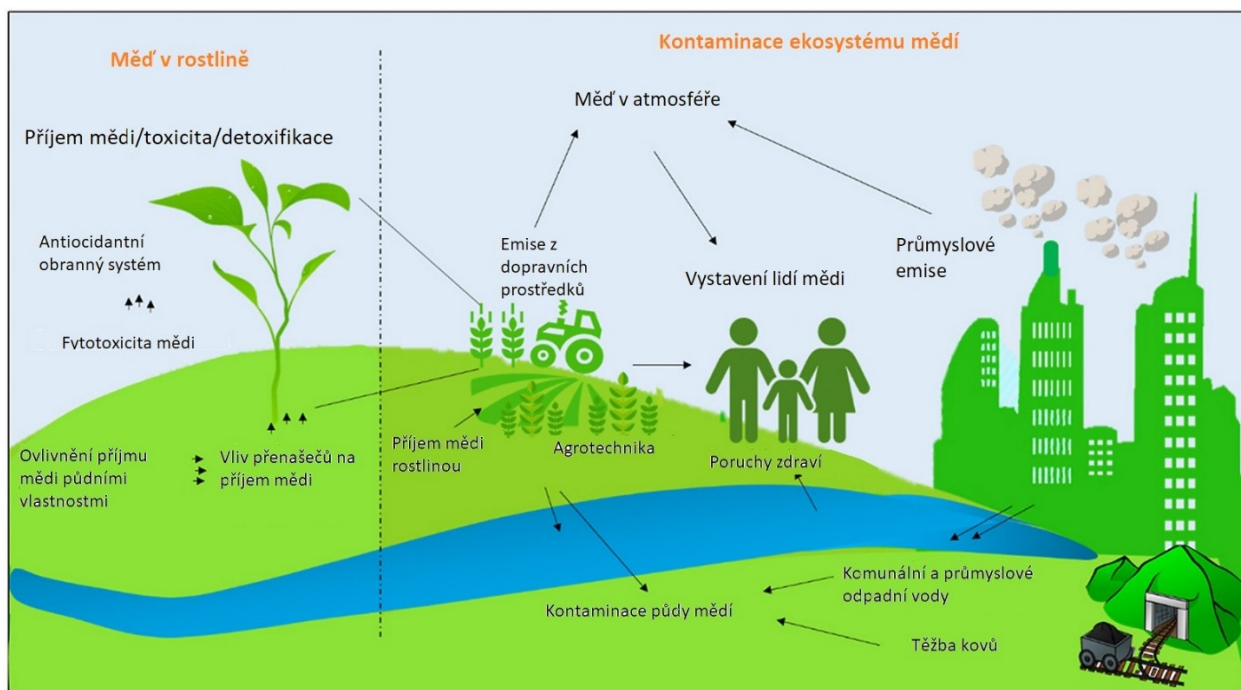 Měď v rostlině
Kontaminace ekosystému mědí
Měď v atmosféře
Příjem mědi/toxicita/detoxifikace
Antiocidantní
obranný systém
Fytotoxicita mědi
Emise z
dopravních
prostředků
Vystavení lidí mědi
Průmyslové
emise
Ovlivnění příjmu
mědi půdními
vlastnostmi
Vliv přenašečů na
příjem mědi
Příjem mědi
rostlinou
Agrotechnika
Poruchy zdraví
Kontaminace půdy mědí
Komunální a průmyslové
odpadní vody
Těžba kovů